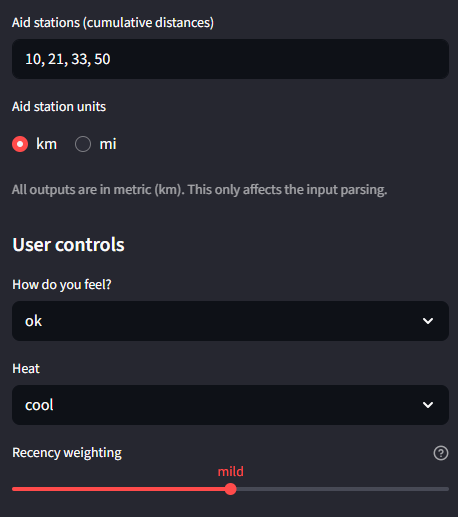 Aid stations (cumulative distances)
10, 21, 33, 50
Aid station units
km mi
All outputs are in metric (km). This only affects the input parsing.
User controls
How do you feel?
ok
Heat
cool
Recency weighting ?
mild